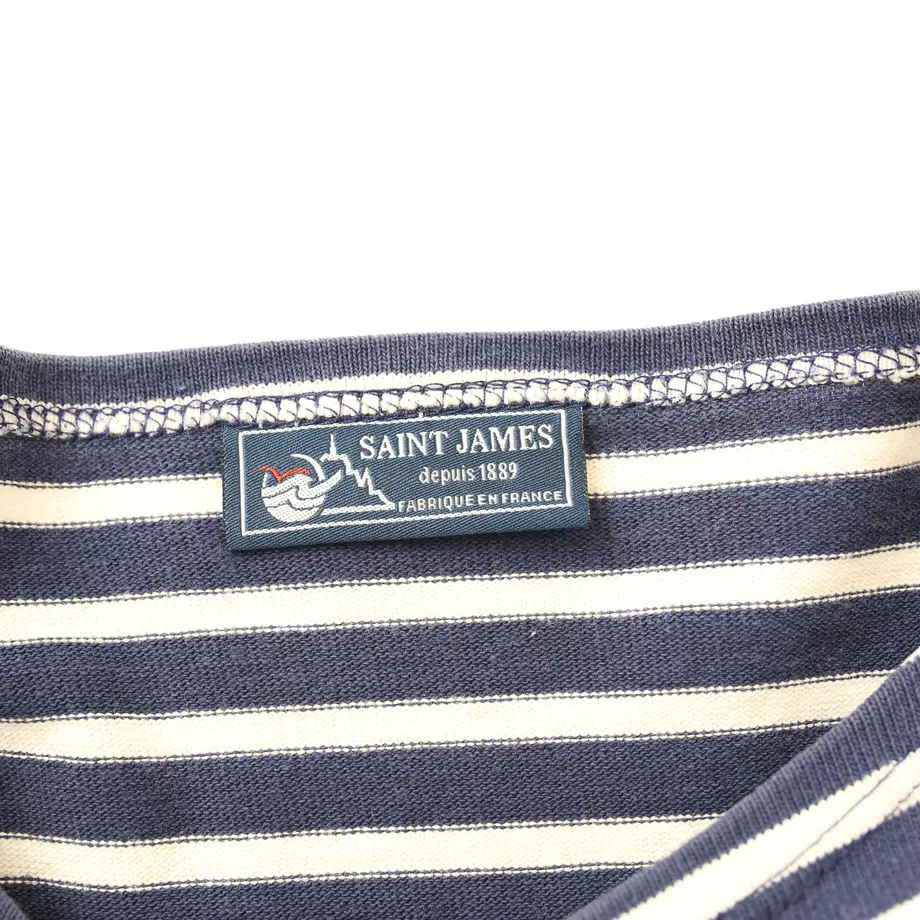 SAINT JAMES
depuis 1889
FABRIQUE EN FRANCE